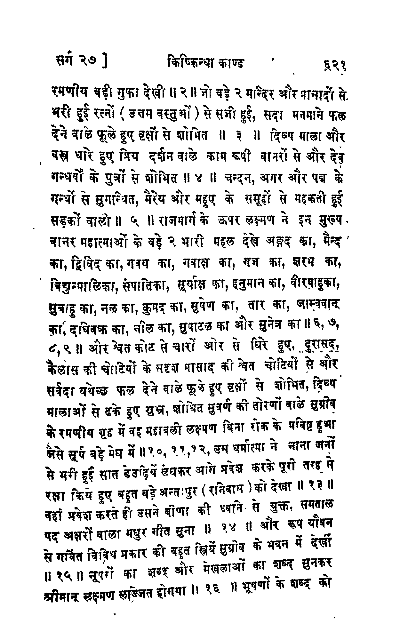 सर्ग २७ ] किष्किन्धा काण्ड ६२१
रमणीय बड़ी गुफा देखी ॥ २ ॥ जो बड़े २ मन्दिर और प्रासादों से
भरी हुई रत्नों ( उत्तम वस्तुओं ) से सजी हुई, सदा मनमाने फल
देने वाले फूले हुए वृक्षों से शोभित ॥ ३ ॥ दिव्य माला और
वस्त्र धारे हुए प्रिय दर्शन वाले काम रूपी वानरों से और देव
गन्धर्वों के पुत्रों से शोभित ॥ ४ ॥ चन्दन, अगर और पद्म के
गन्धों से सुगन्धित, मैरेय और महुए के समूहों से महकती हुई
सड़कों वाली ॥ ५ ॥ राजमार्ग के ऊपर लक्ष्मण ने इन मुख्य
वानर महात्माओं के बड़े २ भारी महल देखे अङ्गद का, मैन्द
का, द्विविद का, गवय का, गवाक्ष का, गज का, शरभ का,
विद्युन्मालिका, संपातिका, सूर्याक्ष का, हनुमान का, वीरबाहुका,
सुबाहु का, नल का, कुमद का, सुषेण का, तार का, जाम्बवान्
का, दधिवक्त्र का, नील का, सुपाटल का और सुनेत्र का ॥ ६, ७,
८, ९ ॥ और श्वेत कोट से चारों ओर से घिरे हुए, दुरासद,
कैलास की चोटियों के सदृश प्रासाद की श्वेत चोटियों से और
सर्वदा यथेच्छ फल देने वाले फूले हुए वृक्षों से शोभित, दिव्य
मालाओं से ढके हुए शुभ्र, शोभित सुवर्ण की तोरणों वाले सुग्रीव
के रमणीय गृह में वह महाबली लक्ष्मण बिना रोक के प्रविष्ट हुआ
जैसे सूर्य बड़े मेघ में ॥ १०, ११, १२, उस धर्मात्मा ने नाना जनों
से भरी हुई सात डेउढ़ियें लंघकर आगे प्रवेश करके पूरी तरह से
रक्षा किये हुए बहुत बड़े अन्तःपुर ( रनिवास ) को देखा ॥ १३ ॥
वहां प्रवेश करते ही उसने वीणा की ध्वनि से युक्त, समताल
पद अक्षरों वाला मधुर गीत सुना ॥ १४ ॥ और रूप यौवन
से गर्वित विविध प्रकार की बहुत स्त्रियें सुग्रीव के भवन में देखीं
॥ १५ ॥ नूपुरों का शब्द और मेखलाओं का शब्द सुनकर
श्रीमान् लक्ष्मण लज्जित होगया ॥ १६ ॥ भूषणों के शब्द को